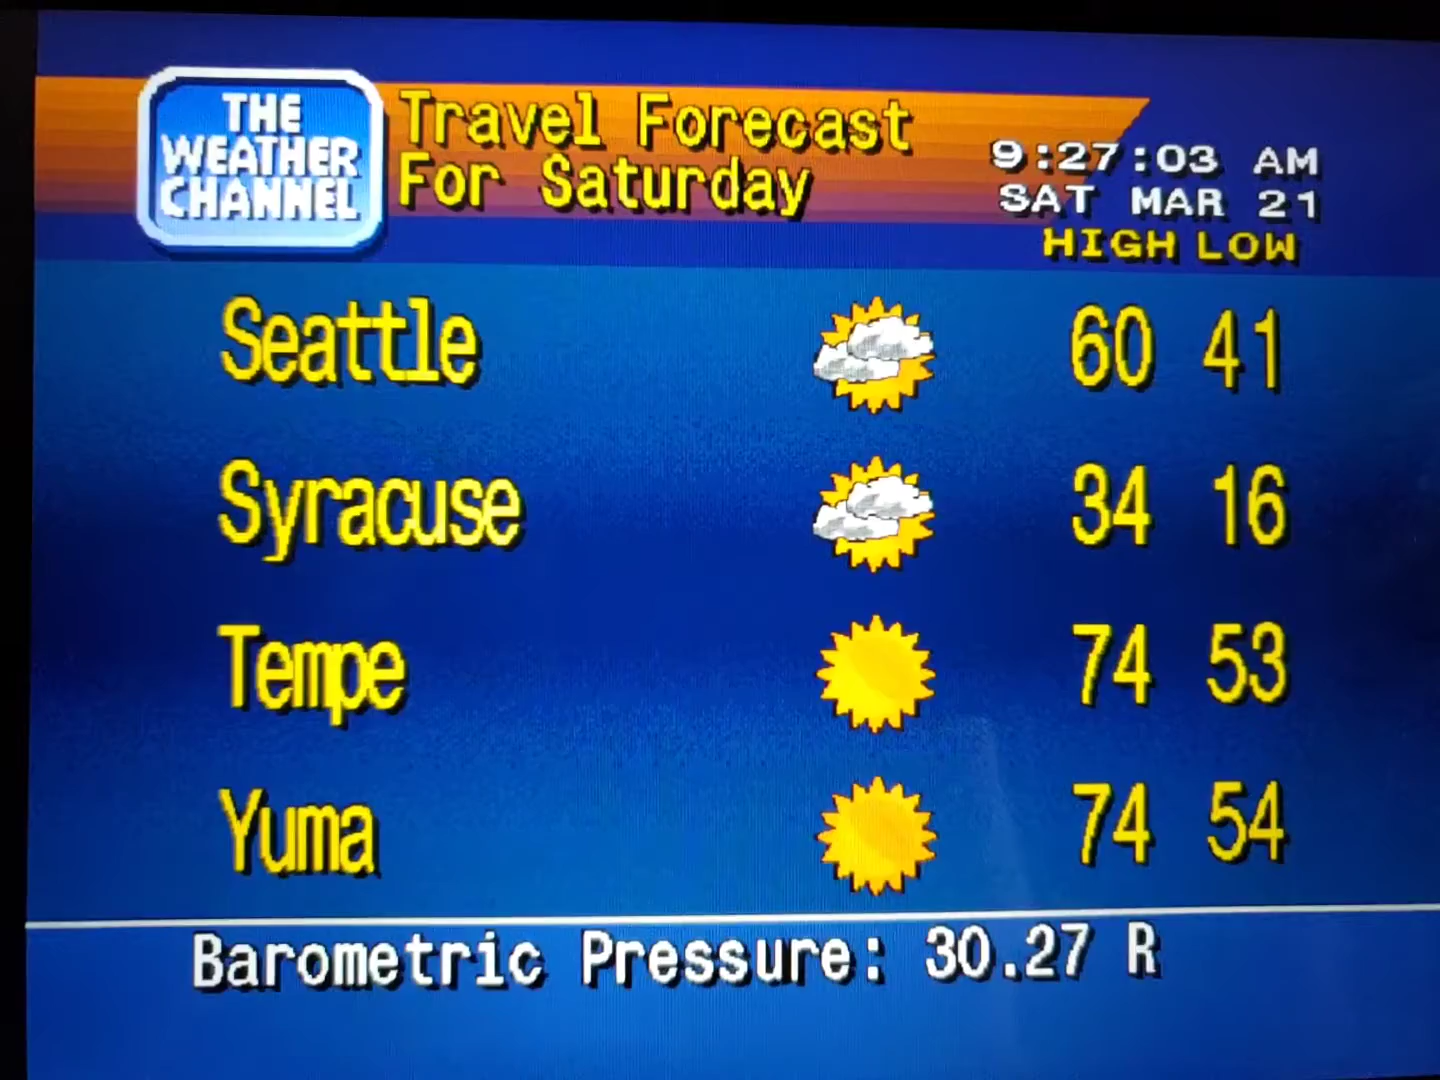 THE
WEATHER
CHANNEL
Travel Forecast
For Saturday
9:27:03 AM
SAT MAR 21
HIGH LOW
Seattle 60 41
Syracuse 34 16
Tempe 74 53
Yuma 74 54
Barometric Pressure: 30.27 R